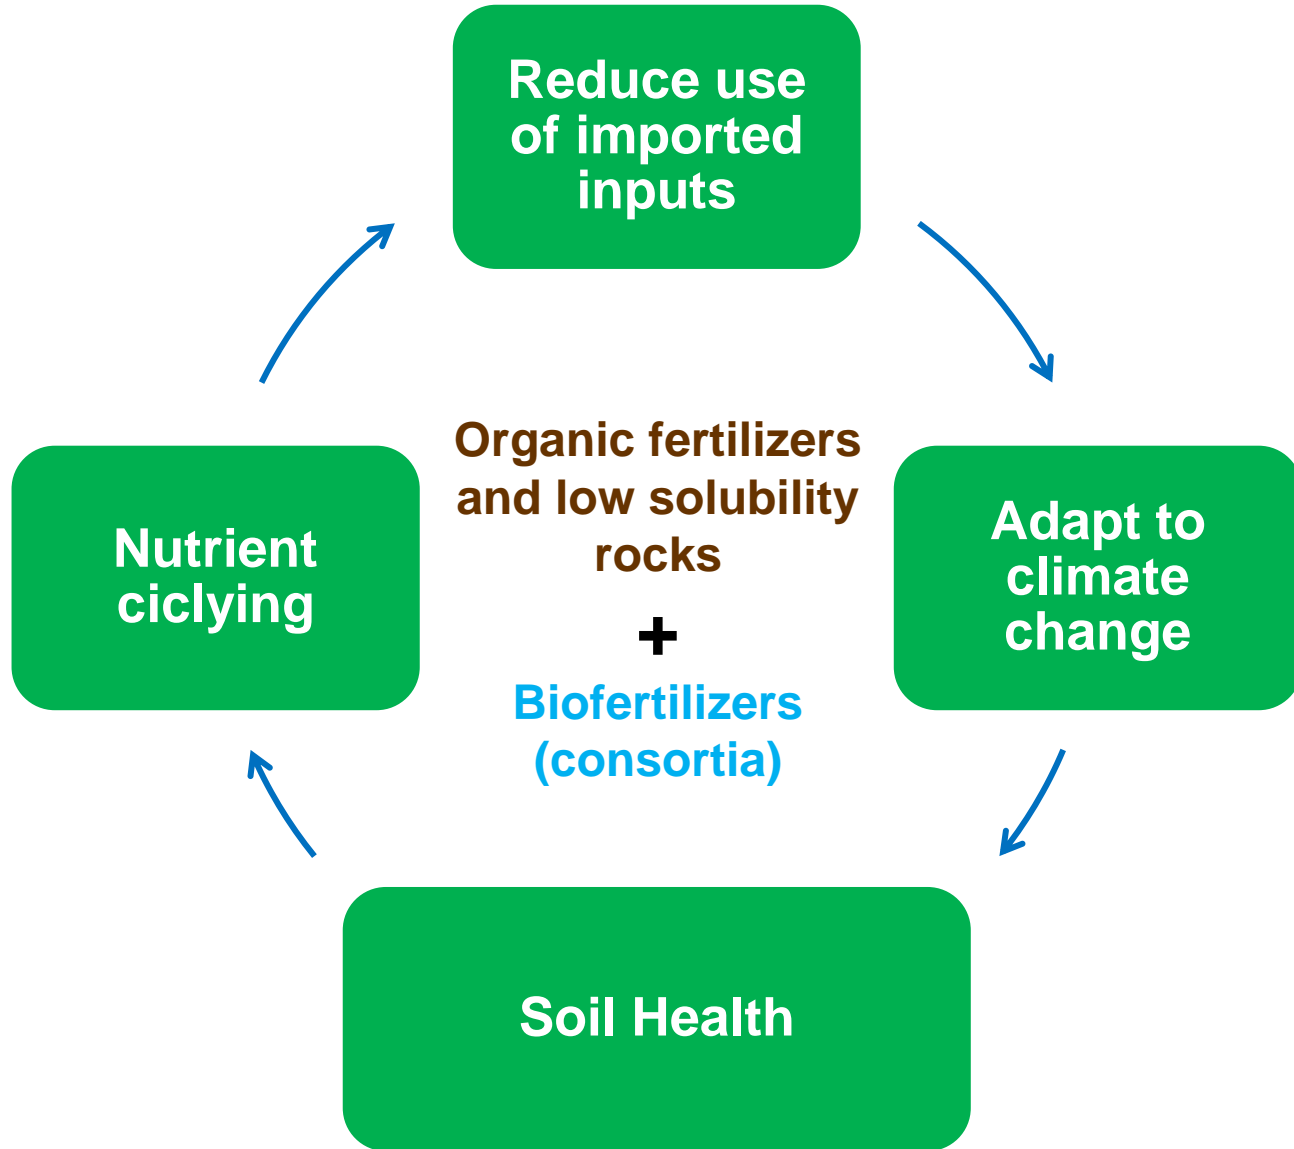 Reduce use
of imported
inputs
Organic fertilizers
and low solubility
rocks
+
Biofertilizers
(consortia)
Nutrient
ciclying
Adapt to
climate
change
Soil Health